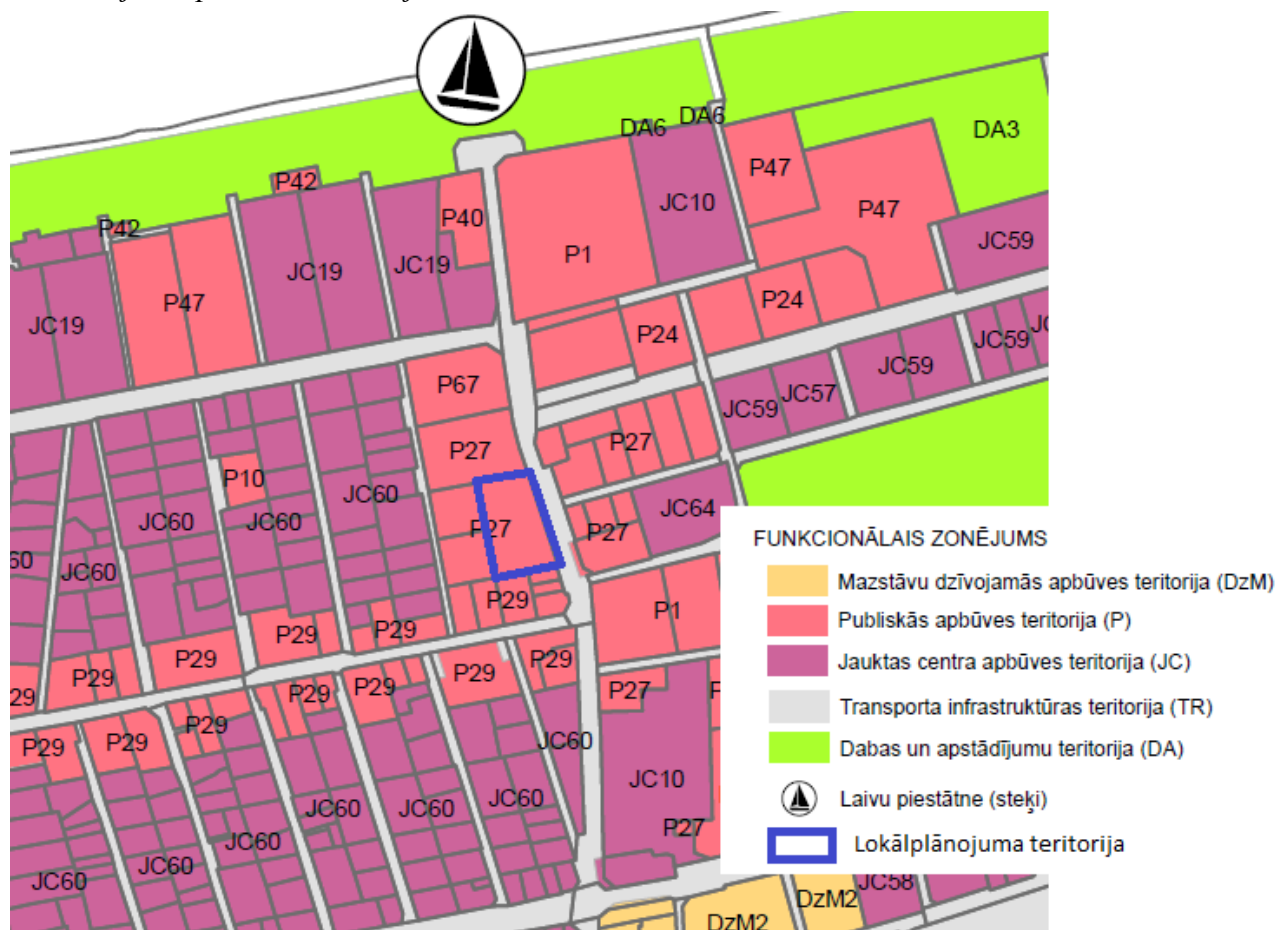 DA6
DA6
DA3
P47
P42
P47
P40
JC10
P42
JC59
P1
JC19
JC19
P47
P24
JC19
P24
JC59
JC59
P67
JC57
JC59
P27
P27
P10
JC60
JC64
JC60
JC60
P27
P27
60
JC60
P29
P1
P29
P29
P29
P29
P29
P27
29
P29
P29
P29
P29
P29
JC60
JC10
JC60
JC60
JC60
P27
JC60
JC60
JC60
JC58
DzM2
DzM2
FUNKCIONĀLAIS ZONĒJUMS
Mazstāvu dzīvojamās apbūves teritorija (DzM)
Publiskās apbūves teritorija (P)
Jauktas centra apbūves teritorija (JC)
Transporta infrastruktūras teritorija (TR)
Dabas un apstādījumu teritorija (DA)
Laivu piestātne (steķi)
Lokālplānojuma teritorija